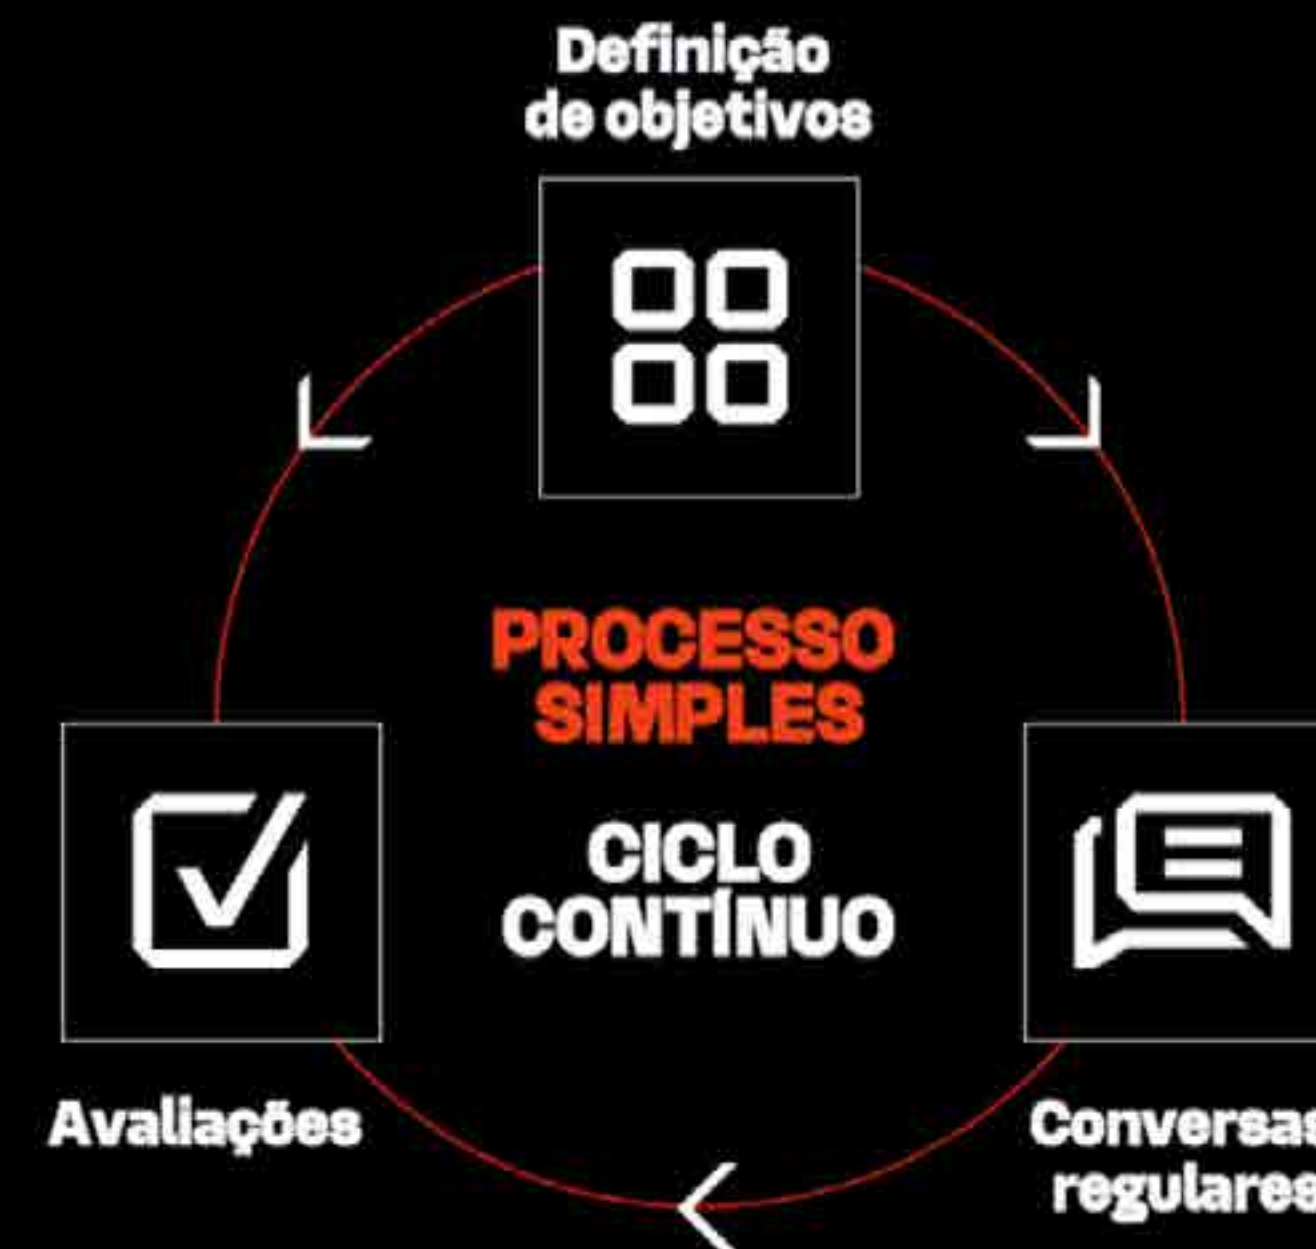 Definição
de objetivos
PROCESSO
SIMPLES
CICLO
CONTÍNUO
Avaliações
Conversas
regulares